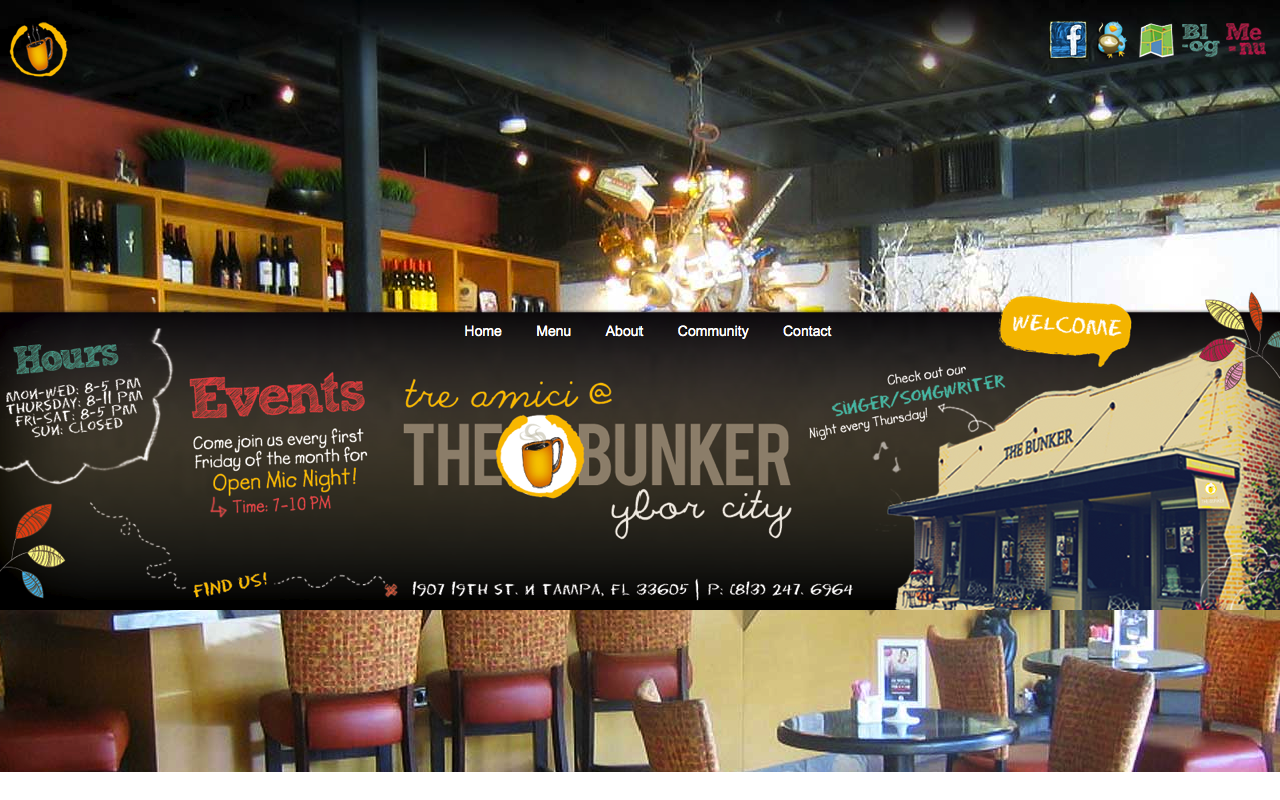 f
Bl
-og
Me
-nu
Home Menu About Community Contact
WELCOME
Hours
MON-WED: 8-5 PM
THURSDAY: 8-11 PM
FRI-SAT: 8-5 PM
SUN: CLOSED
Events
Come join us every first
Friday of the month for
Open Mic Night!
Time: 7-10 PM
tre amici @
THE BUNKER
ybor city
Check out our
SINGER/SONGWRITER
Night every Thursday!
THE BUNKER
FIND US!
1907 19TH ST. N TAMPA, FL 33605 | P: (813) 247. 6964